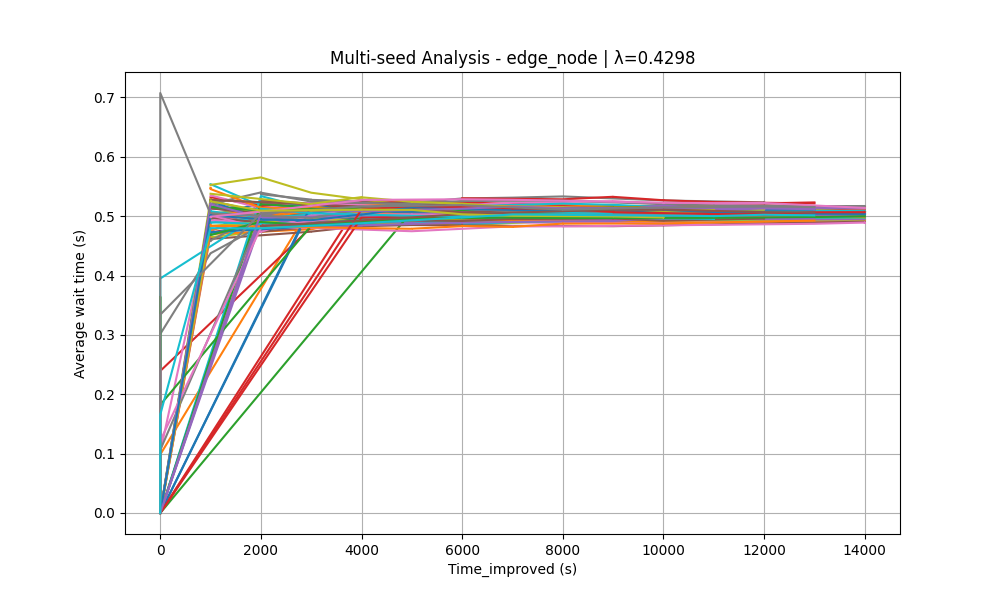 Multi-seed Analysis - edge_node | λ=0.4298
Average wait time (s)
0.7
0.6
0.5
0.4
0.3
0.2
0.1
0.0
0 2000 4000 6000 8000 10000 12000 14000
Time_improved (s)